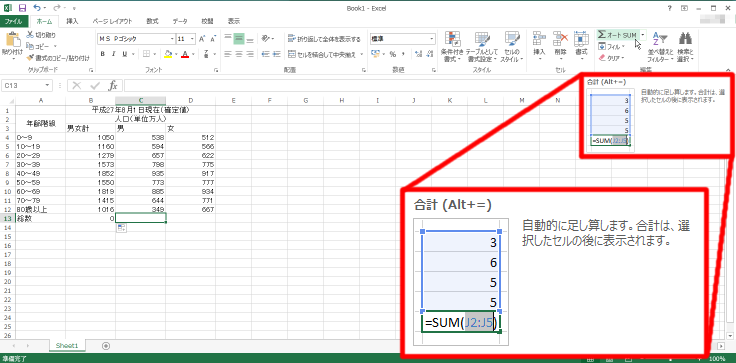 Book1 - Excel
ファイル ホーム 挿入 ページ レイアウト 数式 データ 校閲 表示
貼り付け
切り取り
コピー
書式のコピー/貼り付け
クリップボード
ＭＳ Ｐゴシック 11
B I U
フォント
折り返して全体を表示する
セルを結合して中央揃え
配置
標準
%
数値
条件付き書式
テーブルとして書式設定
セルのスタイル
スタイル
挿入 削除 書式
セル
オート SUM
フィル
クリア
並べ替えとフィルター
検索と選択
編集
C13
fx
A B C D E F G H I J K L
1 平成27年8月1日現在(確定値)
2 年齢階級 人口(単位万人)
3 男女計 男 女
4 0～9 1050 538 512
5 10～19 1160 594 566
6 20～29 1279 657 622
7 30～39 1573 798 775
8 40～49 1852 935 917
9 50～59 1550 773 777
10 60～69 1819 885 934
11 70～79 1415 644 771
12 80歳以上 1016 349 667
13 総数 0
14
15
16
17
18
19
20
21
22
23
24
25
26
合計 (Alt+=)
3
6
5
5
=SUM(J2:J5)
自動的に足し算します。合計は、選択したセルの後に表示されます。
合計 (Alt+=)
3
6
5
5
=SUM(J2:J5)
自動的に足し算します。合計は、選
択したセルの後に表示されます。
Sheet1
準備完了
100%